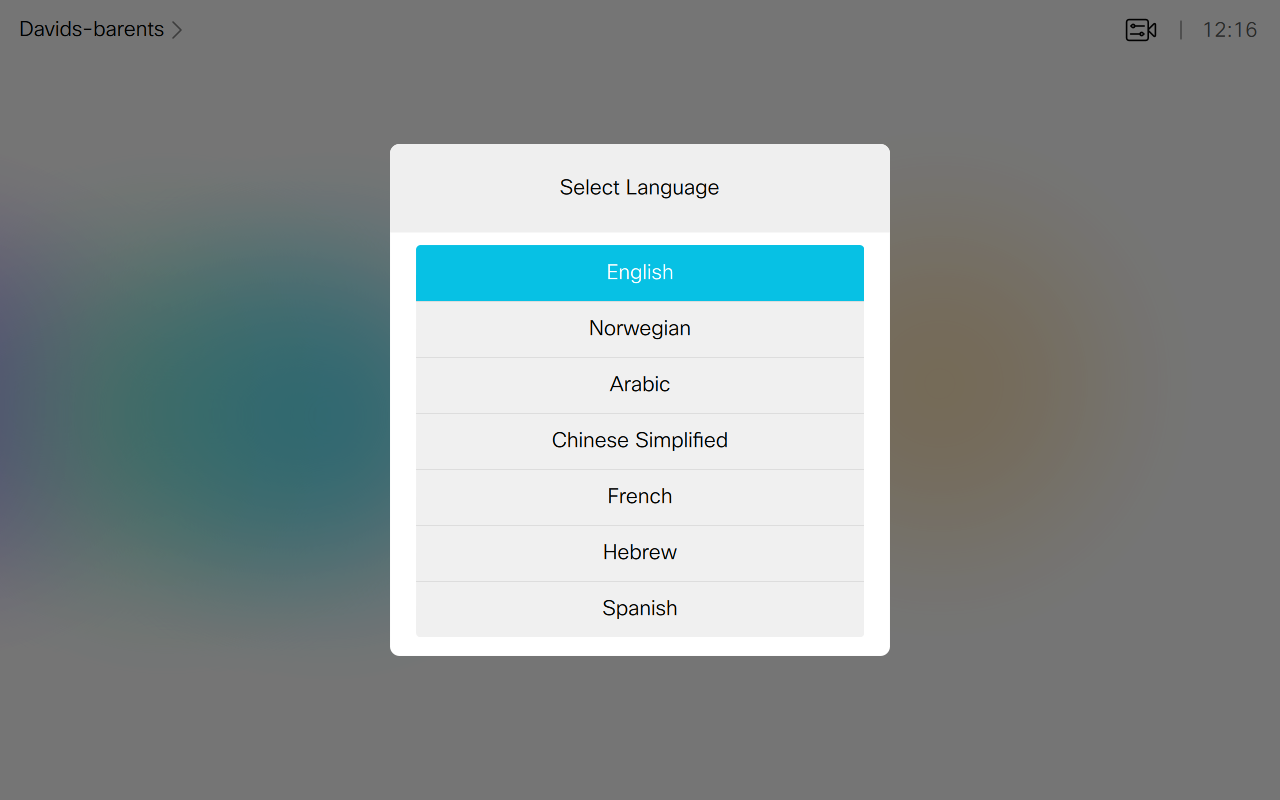 Davids-barents
| 12:16
Select Language
English
Norwegian
Arabic
Chinese Simplified
French
Hebrew
Spanish